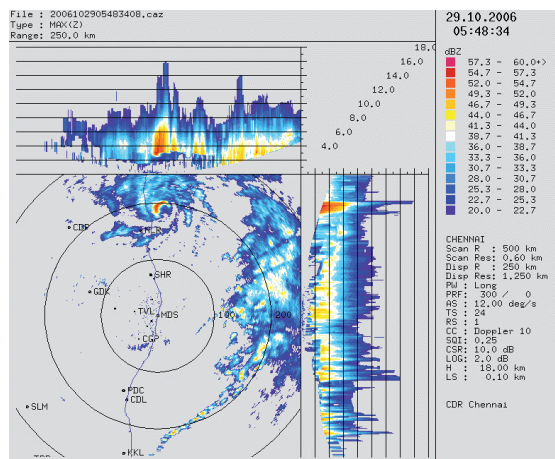 File : 2006102905483408.caz
Type : MAX(Z)
Range: 250.0 km
29.10.2006
05:48:34
18.0
16.0
14.0
12.0
10.0
8.0
6.0
4.0
dBZ
57.3 - 60.0+>
54.7 - 57.3
52.0 - 54.7
49.3 - 52.0
46.7 - 49.3
44.0 - 46.7
41.3 - 44.0
38.7 - 41.3
36.0 - 38.7
33.3 - 36.0
30.7 - 33.3
28.0 - 30.7
25.3 - 28.0
22.7 - 25.3
20.0 - 22.7
CHENNAI
Scan R : 500 km
Scan Res: 0.60 km
Disp R : 250 km
Disp Res: 1.250 km
PW : Long
PRF: 300 / 0
AS : 12.00 deg/s
TS : 24
RS : 1
CC : Doppler 10
SQI: 0.25
CSR: 10.0 dB
LOG: 2.0 dB
H : 18.00 km
LS : 0.10 km
CDR Chennai
CDP
NLR
SHR
GDK
TVL
MDS
100
200
CGP
PDC
CDL
SLM
KKL